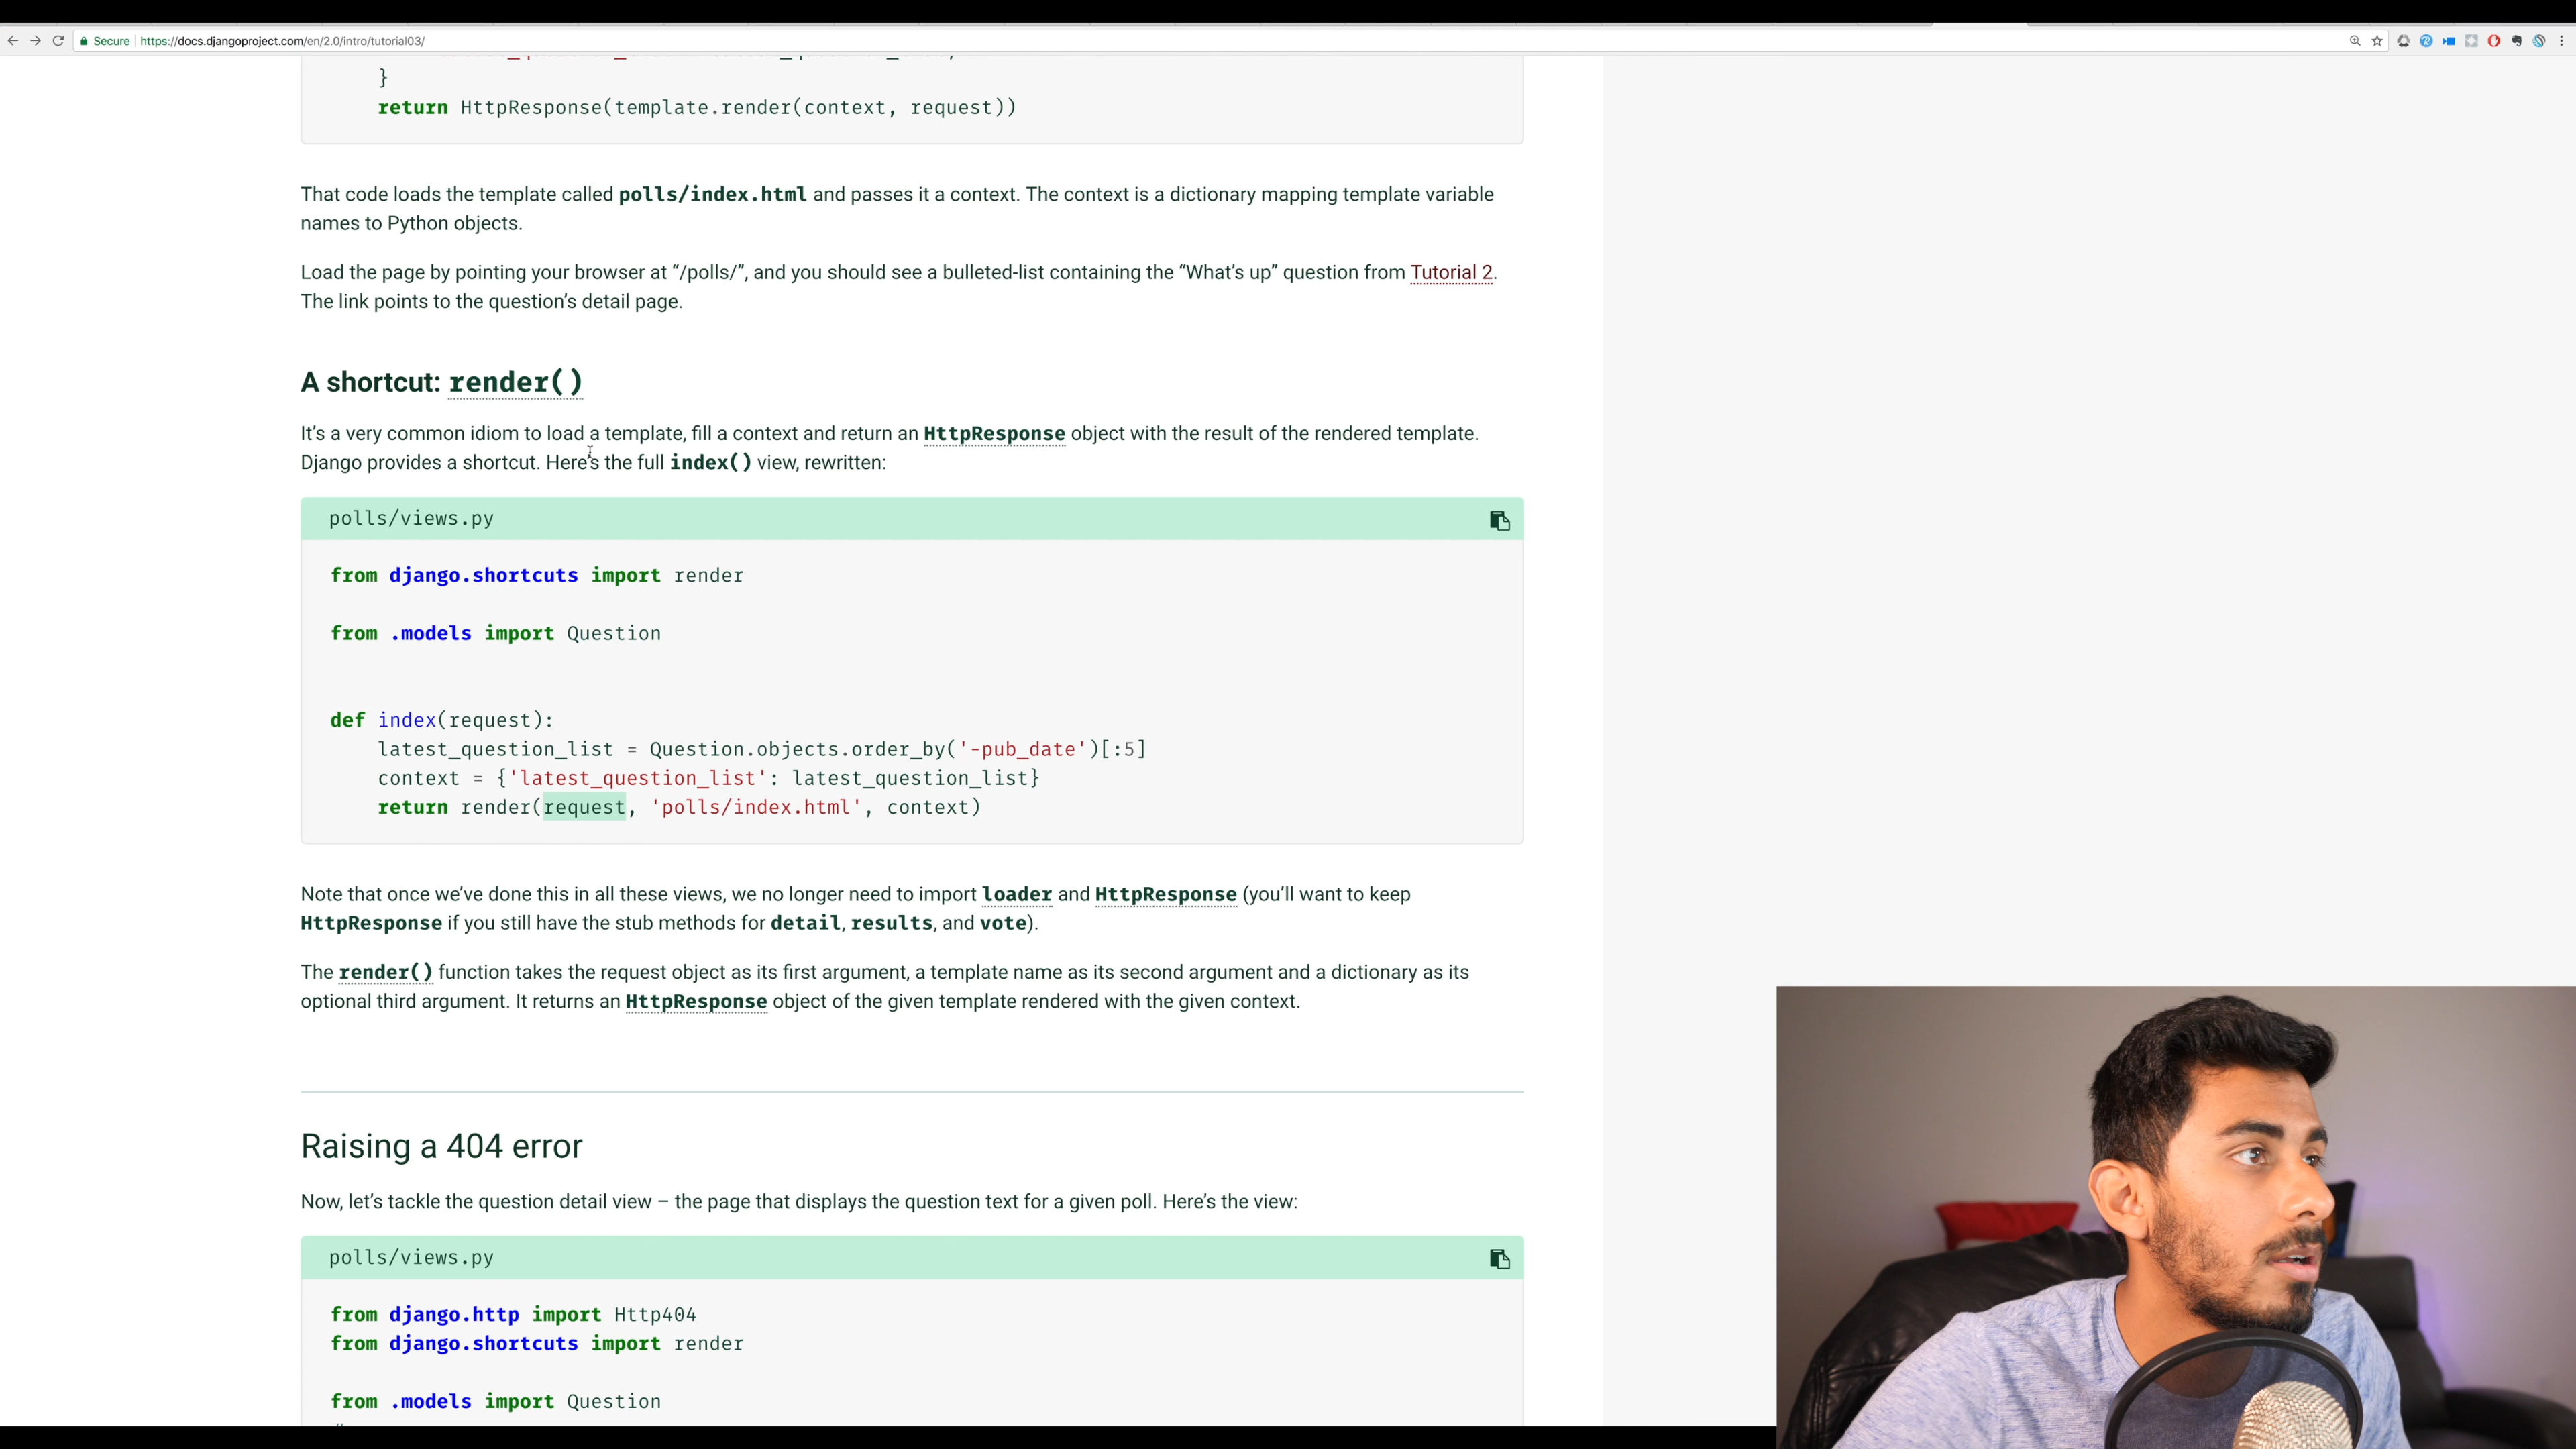 Secure https://docs.djangoproject.com/en/2.0/intro/tutorial03/
}
return HttpResponse(template.render(context, request))
That code loads the template called polls/index.html and passes it a context. The context is a dictionary mapping template variable
names to Python objects.
Load the page by pointing your browser at “/polls/”, and you should see a bulleted-list containing the “What’s up” question from Tutorial 2.
The link points to the question’s detail page.
A shortcut: render()
It’s a very common idiom to load a template, fill a context and return an HttpResponse object with the result of the rendered template.
Django provides a shortcut. Here’s the full index() view, rewritten:
polls/views.py
from django.shortcuts import render
from .models import Question
def index(request):
latest_question_list = Question.objects.order_by('-pub_date')[:5]
context = {'latest_question_list': latest_question_list}
return render(request, 'polls/index.html', context)
Note that once we’ve done this in all these views, we no longer need to import loader and HttpResponse (you’ll want to keep
HttpResponse if you still have the stub methods for detail, results, and vote).
The render() function takes the request object as its first argument, a template name as its second argument and a dictionary as its
optional third argument. It returns an HttpResponse object of the given template rendered with the given context.
Raising a 404 error
Now, let’s tackle the question detail view – the page that displays the question text for a given poll. Here’s the view:
polls/views.py
from django.http import Http404
from django.shortcuts import render
from .models import Question